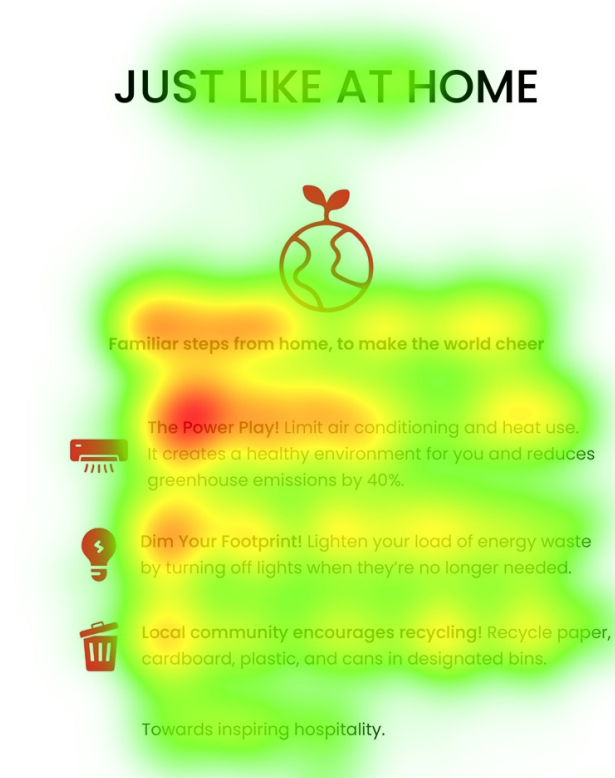 JUST LIKE AT HOME
Familiar steps from home, to make the world cheer
The Power Play! Limit air conditioning and heat use.
It creates a healthy environment for you and reduces
greenhouse emissions by 40%.
Dim Your Footprint! Lighten your load of energy waste
by turning off lights when they're no longer needed.
Local community encourages recycling! Recycle paper,
cardboard, plastic, and cans in designated bins.
Towards inspiring hospitality.